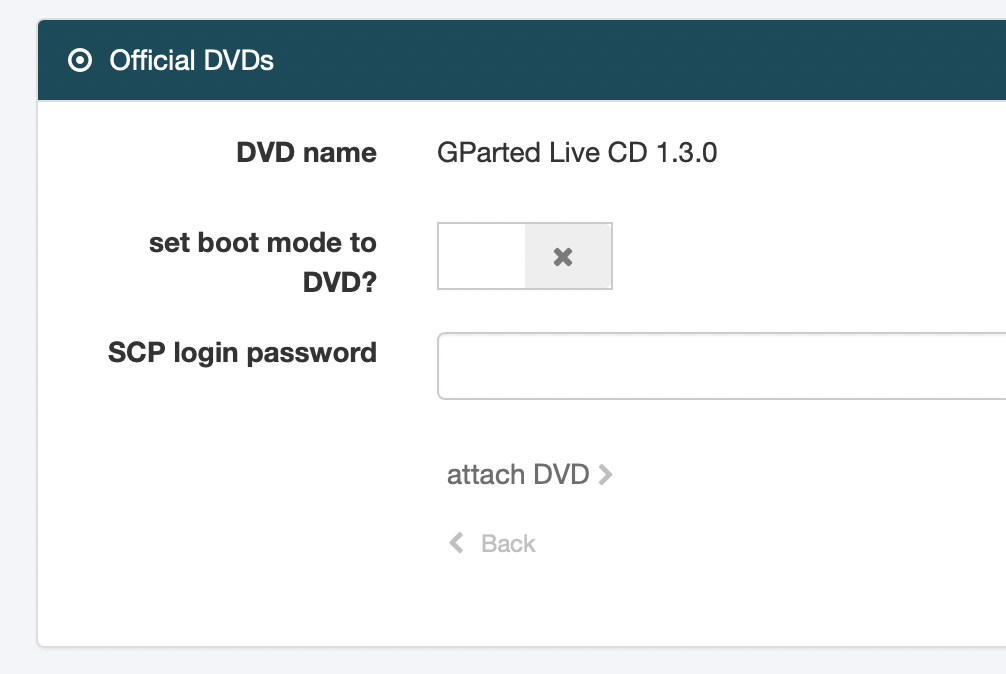 Official DVDs
DVD name
GParted Live CD 1.3.0
set boot mode to
DVD?
SCP login password
attach DVD
Back